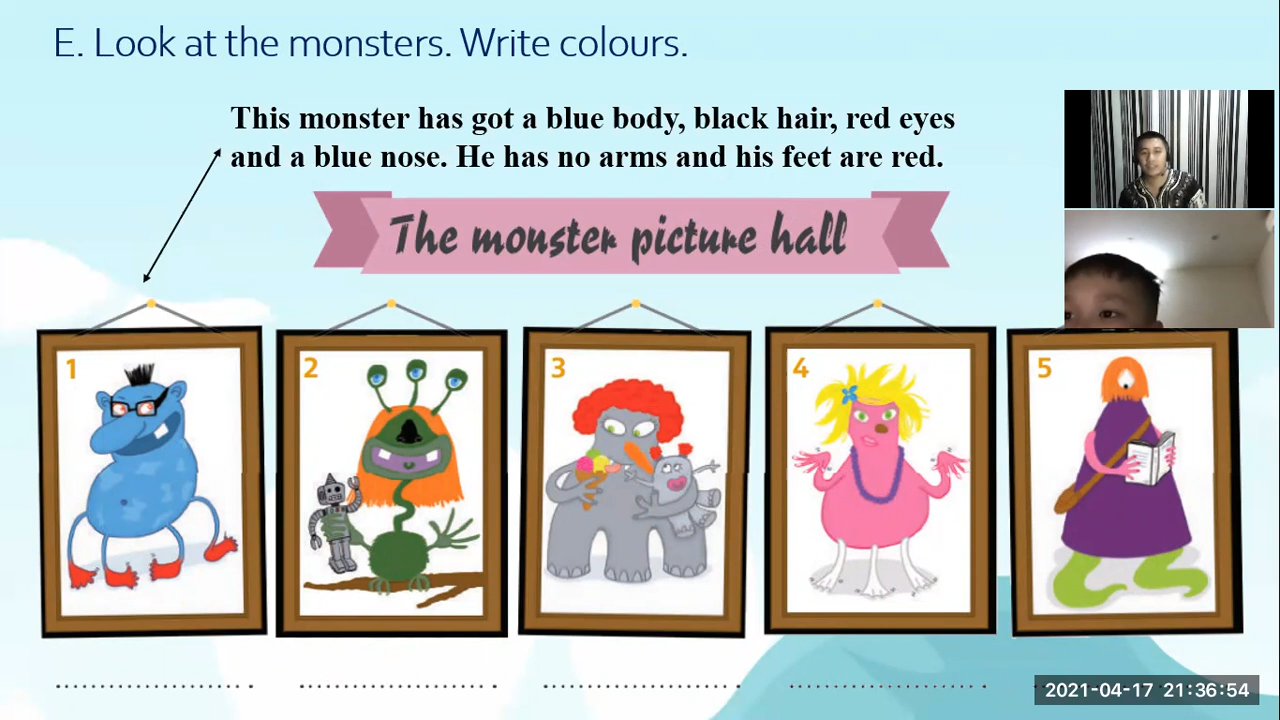 E. Look at the monsters. Write colours.
This monster has got a blue body, black hair, red eyes
and a blue nose. He has no arms and his feet are red.
The monster picture hall
1
2
3
4
5
2021-04-17 21:36:54